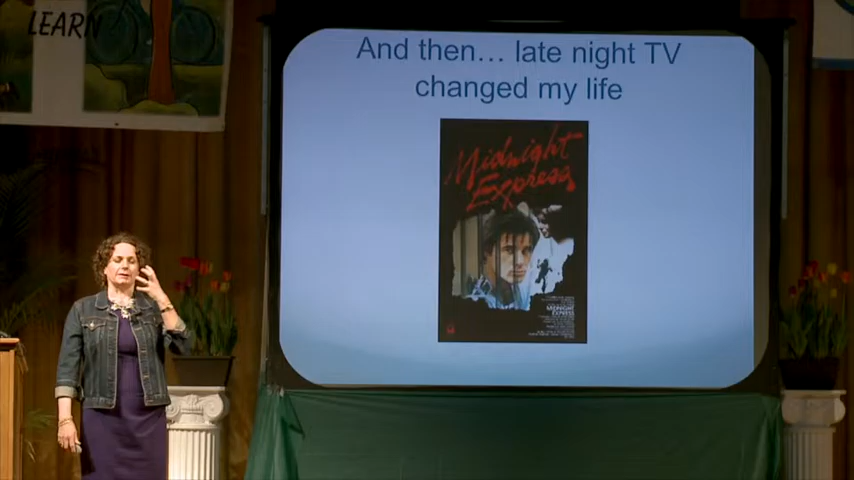 LEARN
And then... late night TV
changed my life
Midnight
Express